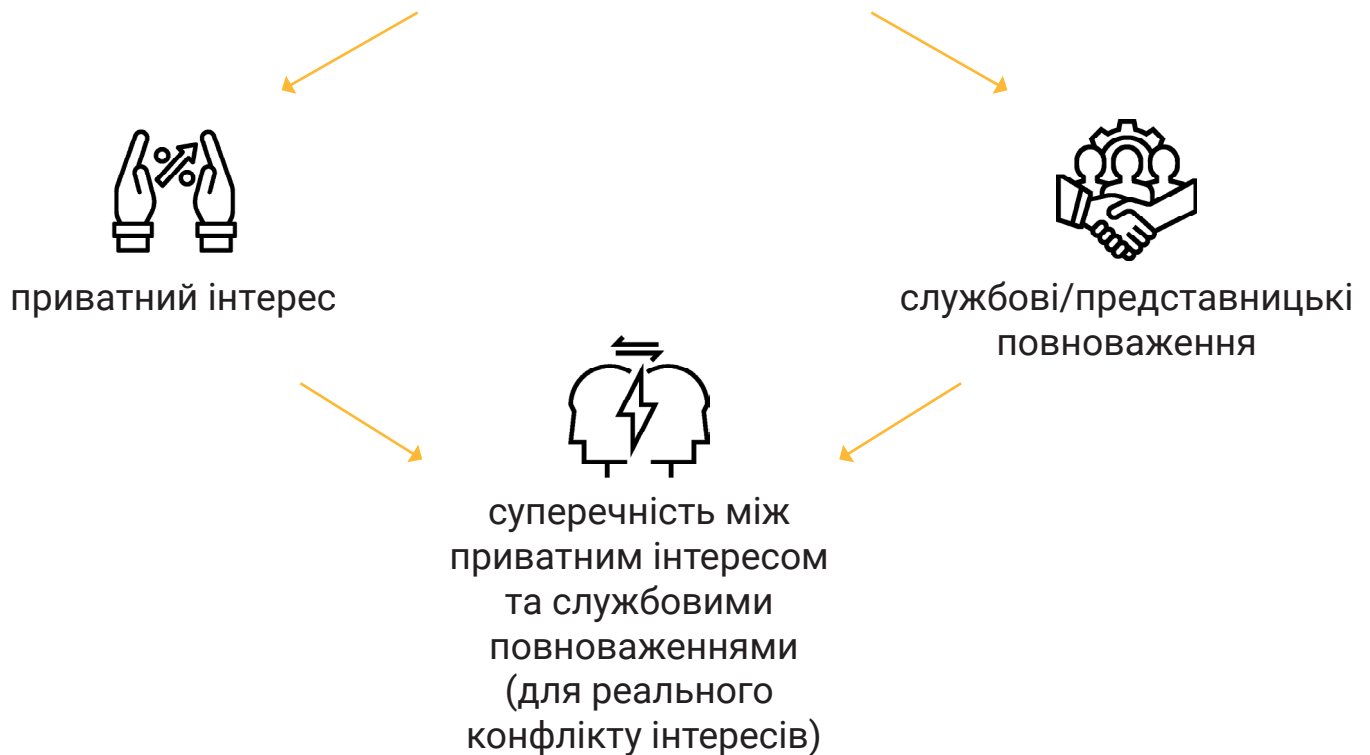 приватний інтерес
службові/представницькі
повноваження
суперечність між
приватним інтересом
та службовими
повноваженнями
(для реального
конфлікту інтересів)